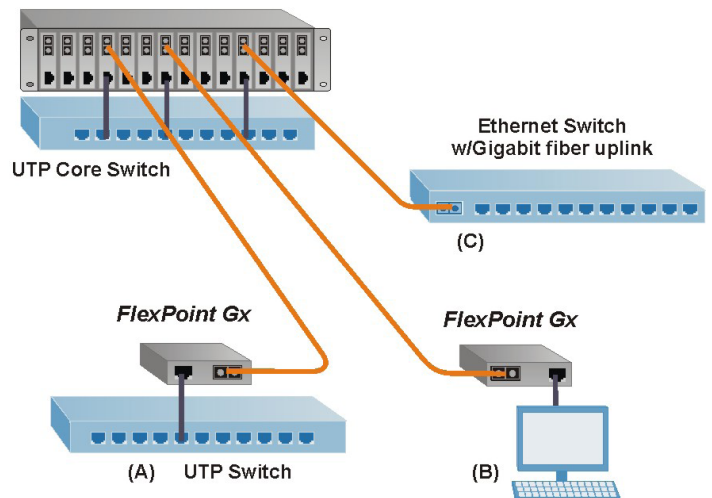 UTP Core Switch
Ethernet Switch
w/Gigabit fiber uplink
(C)
FlexPoint Gx
FlexPoint Gx
(A) UTP Switch
(B)